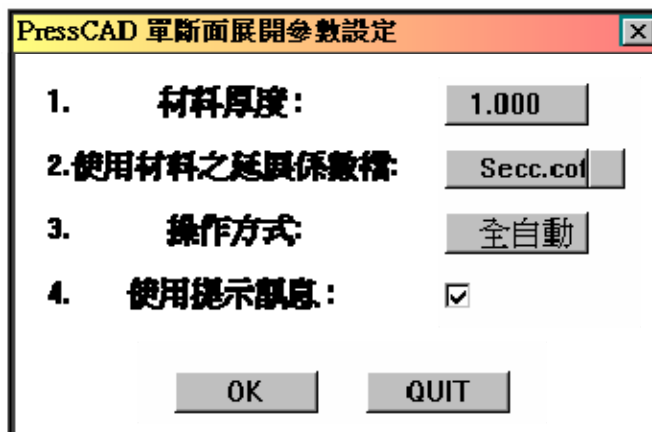 PressCAD 單斷面展開參數設定
1. 材料厚度: 1.000
2.使用材料之延展係數檔: Secc.cof
3. 操作方式: 全自動
4. 使用提示訊息:
OK QUIT